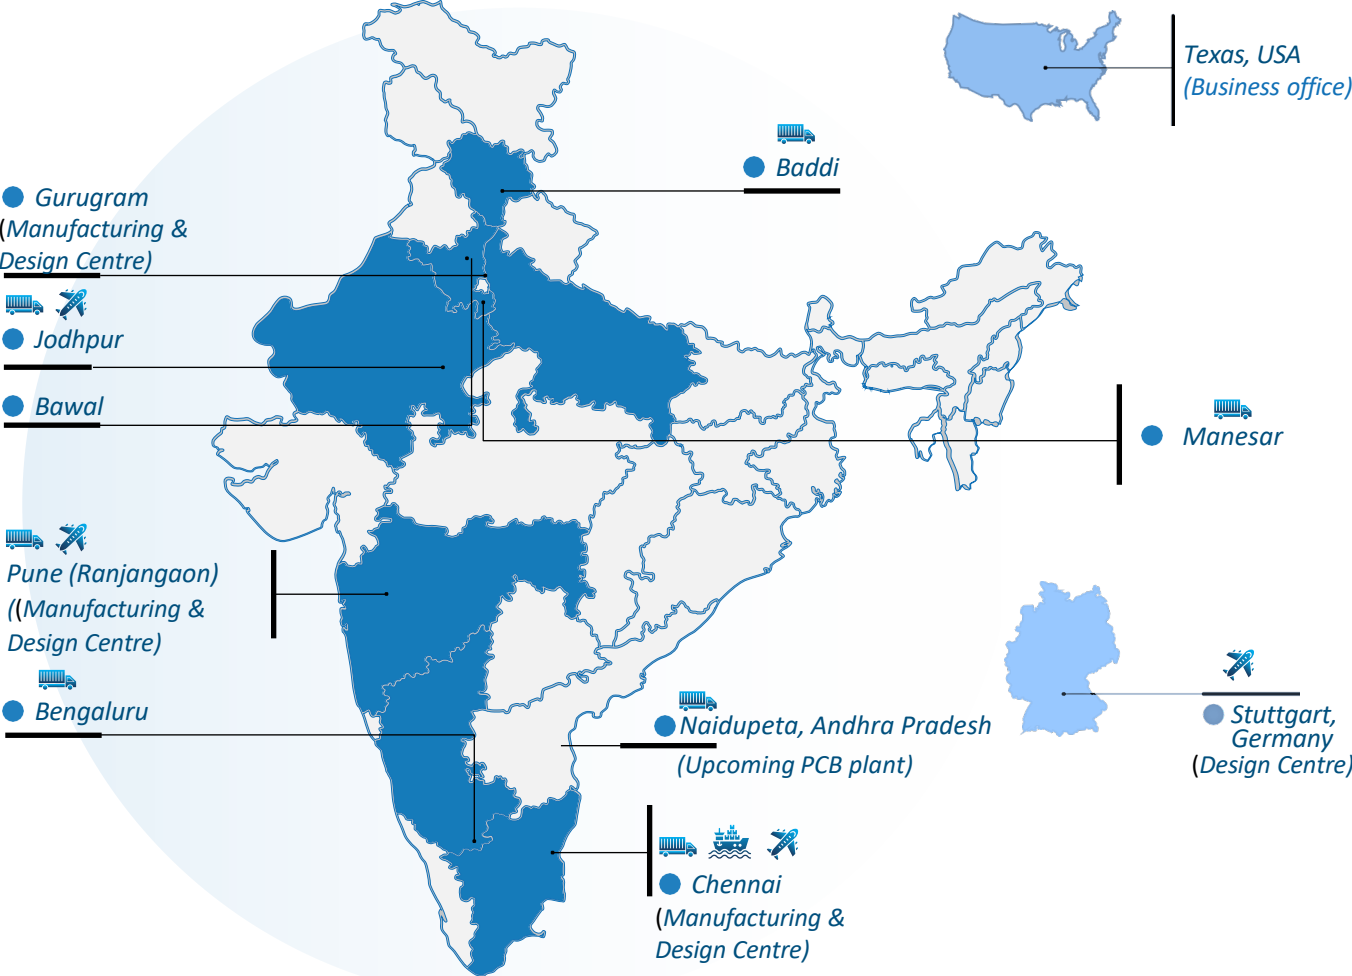 Texas, USA
(Business office)
Baddi
Gurugram
(Manufacturing &
Design Centre)
Jodhpur
Bawal
Manesar
Pune (Ranjangaon)
((Manufacturing &
Design Centre)
Bengaluru
Naidupeta, Andhra Pradesh
(Upcoming PCB plant)
Stuttgart,
Germany
(Design Centre)
Chennai
(Manufacturing &
Design Centre)